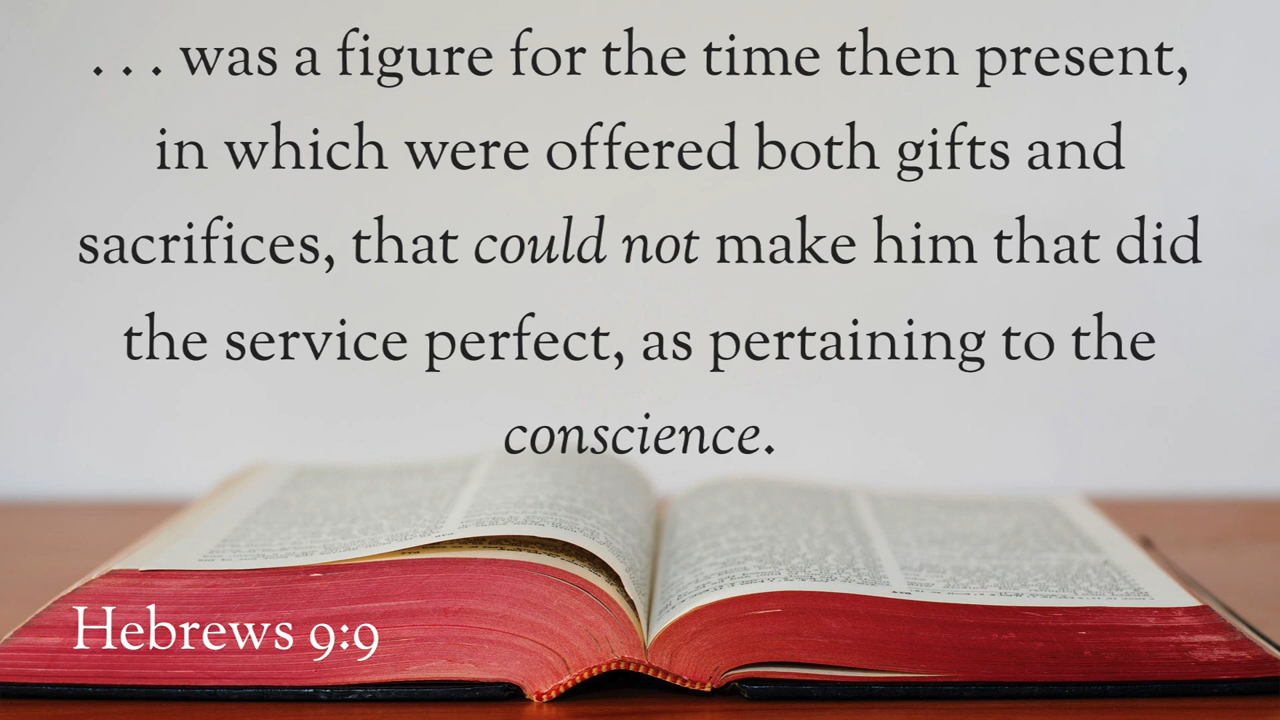 . . . was a figure for the time then present,
in which were offered both gifts and
sacrifices, that could not make him that did
the service perfect, as pertaining to the
conscience.
Hebrews 9:9